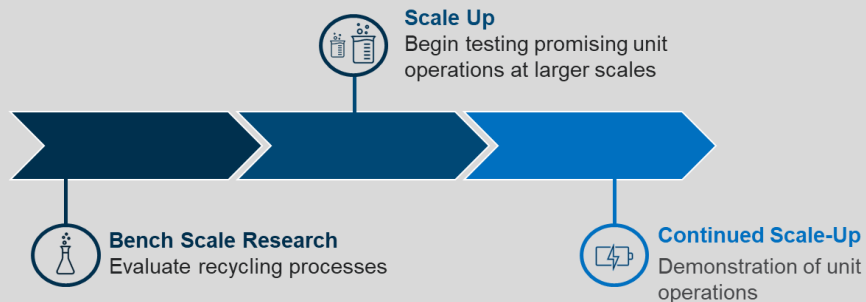 Scale Up
Begin testing promising unit
operations at larger scales
Bench Scale Research
Evaluate recycling processes
Continued Scale-Up
Demonstration of unit
operations